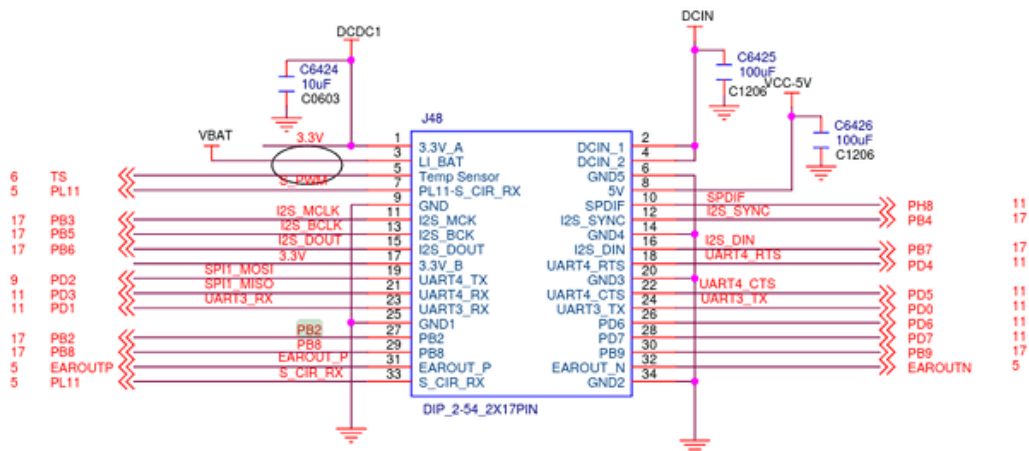 DCIN
DCDC1
C6425
100uF
C1206
C6424
10uF
C0603
VCC-5V
C6426
100uF
C1206
J48
VBAT
3.3V
1 3.3V_A DCIN_1 2
3 LI_BAT DCIN_2 4
6 TS 5 Temp Sensor GND5 6
S_PWM
5 PL11 7 PL11-S_CIR_RX 5V 8
9 GND SPDIF 10 SPDIF PH8 11
17 PB3 I2S_MCLK 11 I2S_MCK I2S_SYNC 12 I2S_SYNC PB4 17
17 PB5 I2S_BCLK 13 I2S_BCK GND4 14
17 PB6 I2S_DOUT 15 I2S_DOUT I2S_DIN 16 I2S_DIN PB7 17
3.3V 17 3.3V_B UART4_RTS 18 UART4_RTS PD4 11
9 PD2 SPI1_MOSI 19 UART4_TX GND3 20
11 PD3 SPI1_MISO 21 UART4_RX UART4_CTS 22 UART4_CTS PD5 11
11 PD1 UART3_RX 23 UART3_RX UART3_TX 24 UART3_TX PD0 11
25 GND1 PD6 26 PD6 11
17 PB2 PB2 27 PB2 PD7 28 PD7 11
17 PB8 PB8 29 PB8 PB9 30 PB9 17
5 EAROUTP EAROUT_P 31 EAROUT_P EAROUT_N 32 EAROUTN 5
5 PL11 S_CIR_RX 33 S_CIR_RX GND2 34
DIP_2-54_2X17PIN